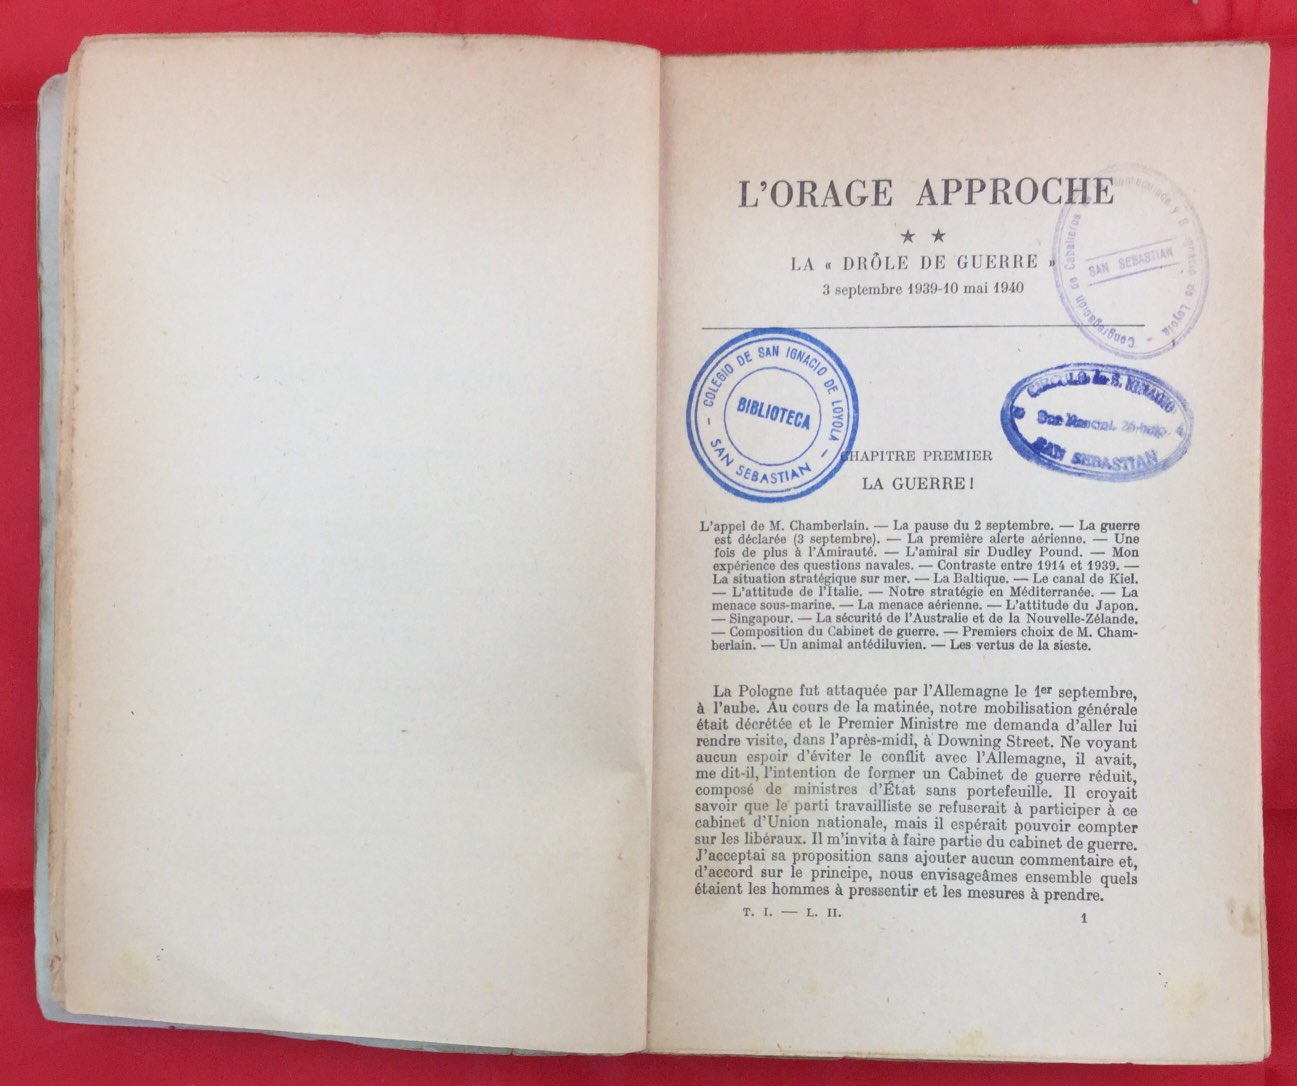 L'ORAGE APPROCHE
★ ★
LA « DRÔLE DE GUERRE »
3 septembre 1939-10 mai 1940
Congregación de Caballeros de
y S. Ignacio de Loyola
SAN SEBASTIAN
COLEGIO DE SAN IGNACIO DE LOYOLA
BIBLIOTECA
SAN SEBASTIAN
CIRCULO de S. IGNACIO
SAN SEBASTIAN
CHAPITRE PREMIER
LA GUERRE!
L'appel de M. Chamberlain. — La pause du 2 septembre. — La guerre
est déclarée (3 septembre). — La première alerte aérienne. — Une
fois de plus à l'Amirauté. — L'amiral sir Dudley Pound. — Mon
expérience des questions navales. — Contraste entre 1914 et 1939. —
La situation stratégique sur mer. — La Baltique. — Le canal de Kiel.
— L'attitude de l'Italie. — Notre stratégie en Méditerranée. — La
menace sous-marine. — La menace aérienne. — L'attitude du Japon.
— Singapour. — La sécurité de l'Australie et de la Nouvelle-Zélande.
— Composition du Cabinet de guerre. — Premiers choix de M. Cham-
berlain. — Un animal antédiluvien. — Les vertus de la sieste.
La Pologne fut attaquée par l'Allemagne le 1er septembre,
à l'aube. Au cours de la matinée, notre mobilisation générale
était décrétée et le Premier Ministre me demanda d'aller lui
rendre visite, dans l'après-midi, à Downing Street. Ne voyant
aucun espoir d'éviter le conflit avec l'Allemagne, il avait,
me dit-il, l'intention de former un Cabinet de guerre réduit,
composé de ministres d'État sans portefeuille. Il croyait
savoir que le parti travailliste se refuserait à participer à ce
cabinet d'Union nationale, mais il espérait pouvoir compter
sur les libéraux. Il m'invita à faire partie du cabinet de guerre.
J'acceptai sa proposition sans ajouter aucun commentaire et,
d'accord sur le principe, nous envisageâmes ensemble quels
étaient les hommes à pressentir et les mesures à prendre.
T. I. — L. II.
1